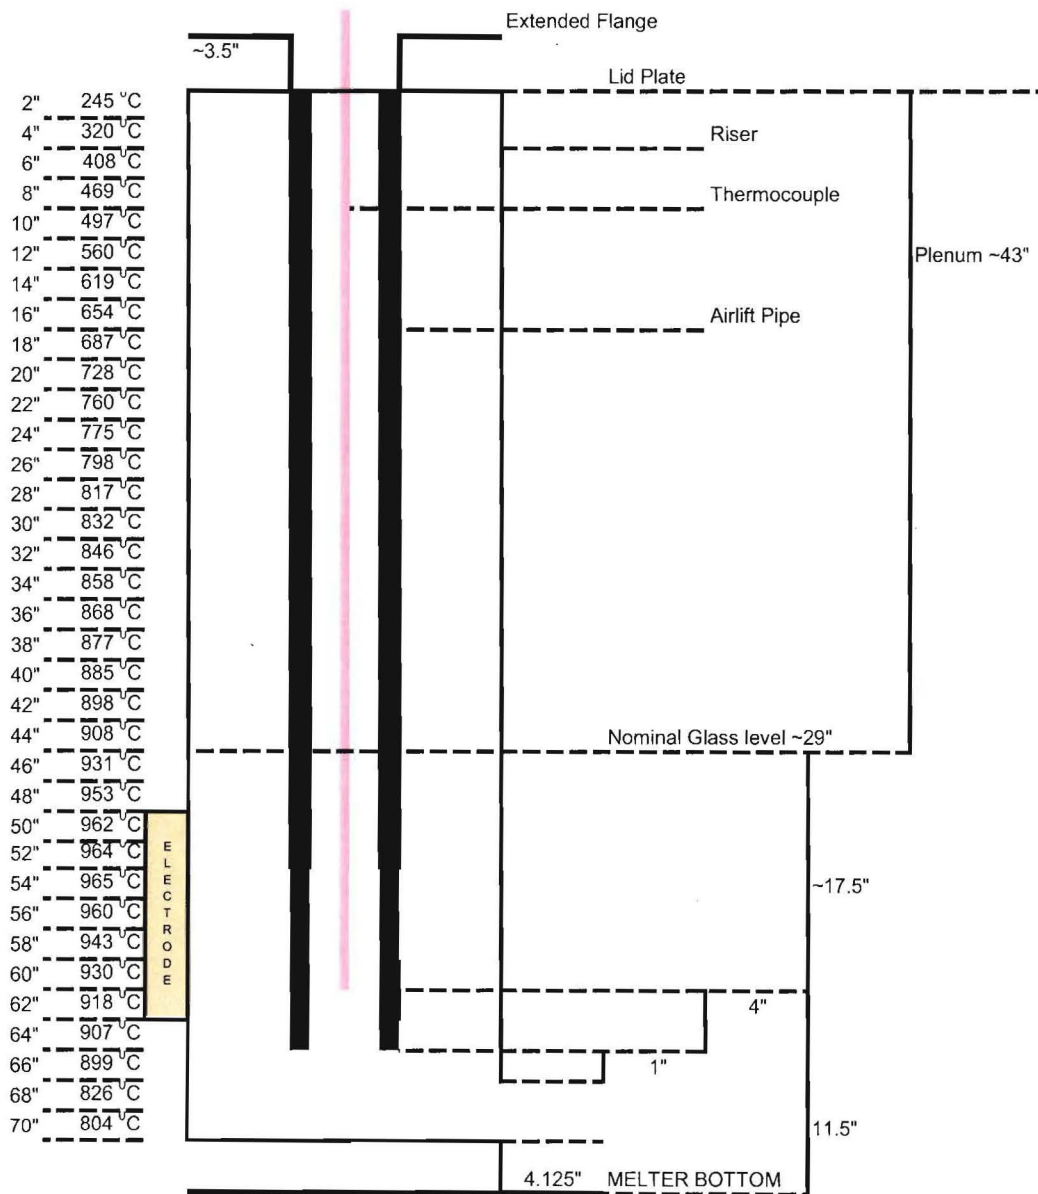 Extended Flange
~3.5"
Lid Plate
2" 245 °C
4" 320 °C
Riser
6" 408 °C
8" 469 °C
Thermocouple
10" 497 °C
12" 560 °C
Plenum ~43"
14" 619 °C
16" 654 °C
Airlift Pipe
18" 687 °C
20" 728 °C
22" 760 °C
24" 775 °C
26" 798 °C
28" 817 °C
30" 832 °C
32" 846 °C
34" 858 °C
36" 868 °C
38" 877 °C
40" 885 °C
42" 898 °C
44" 908 °C
Nominal Glass level ~29"
46" 931 °C
48" 953 °C
50" 962 °C
52" 964 °C
54" 965 °C
~17.5"
56" 960 °C
58" 943 °C
60" 930 °C
ELECTRODE
62" 918 °C
4"
64" 907 °C
66" 899 °C
1"
68" 826 °C
70" 804 °C
11.5"
4.125" MELTER BOTTOM